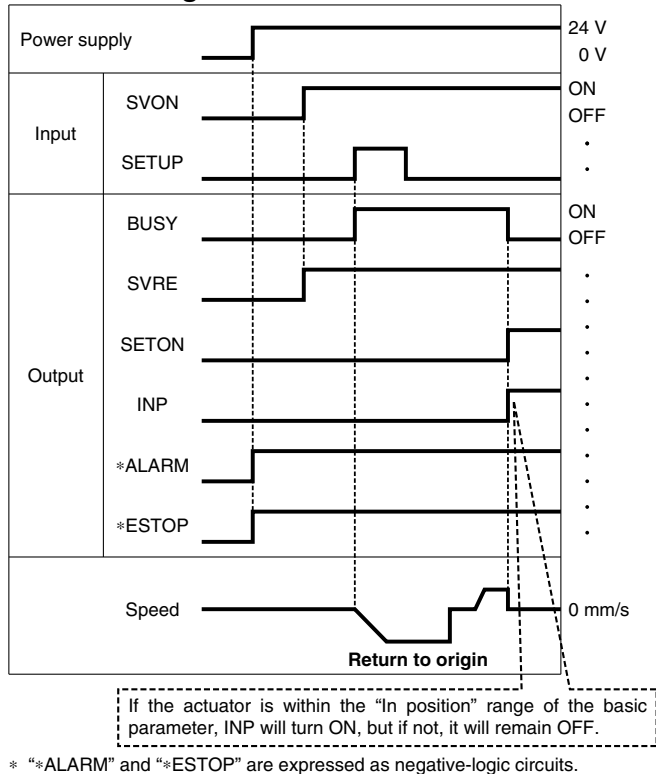 Power supply
24 V
0 V
Input
SVON
ON
OFF
SETUP
Output
BUSY
ON
OFF
SVRE
SETON
INP
*ALARM
*ESTOP
Speed
0 mm/s
Return to origin
If the actuator is within the “In position” range of the basic
parameter, INP will turn ON, but if not, it will remain OFF.
* “*ALARM” and “*ESTOP” are expressed as negative-logic circuits.